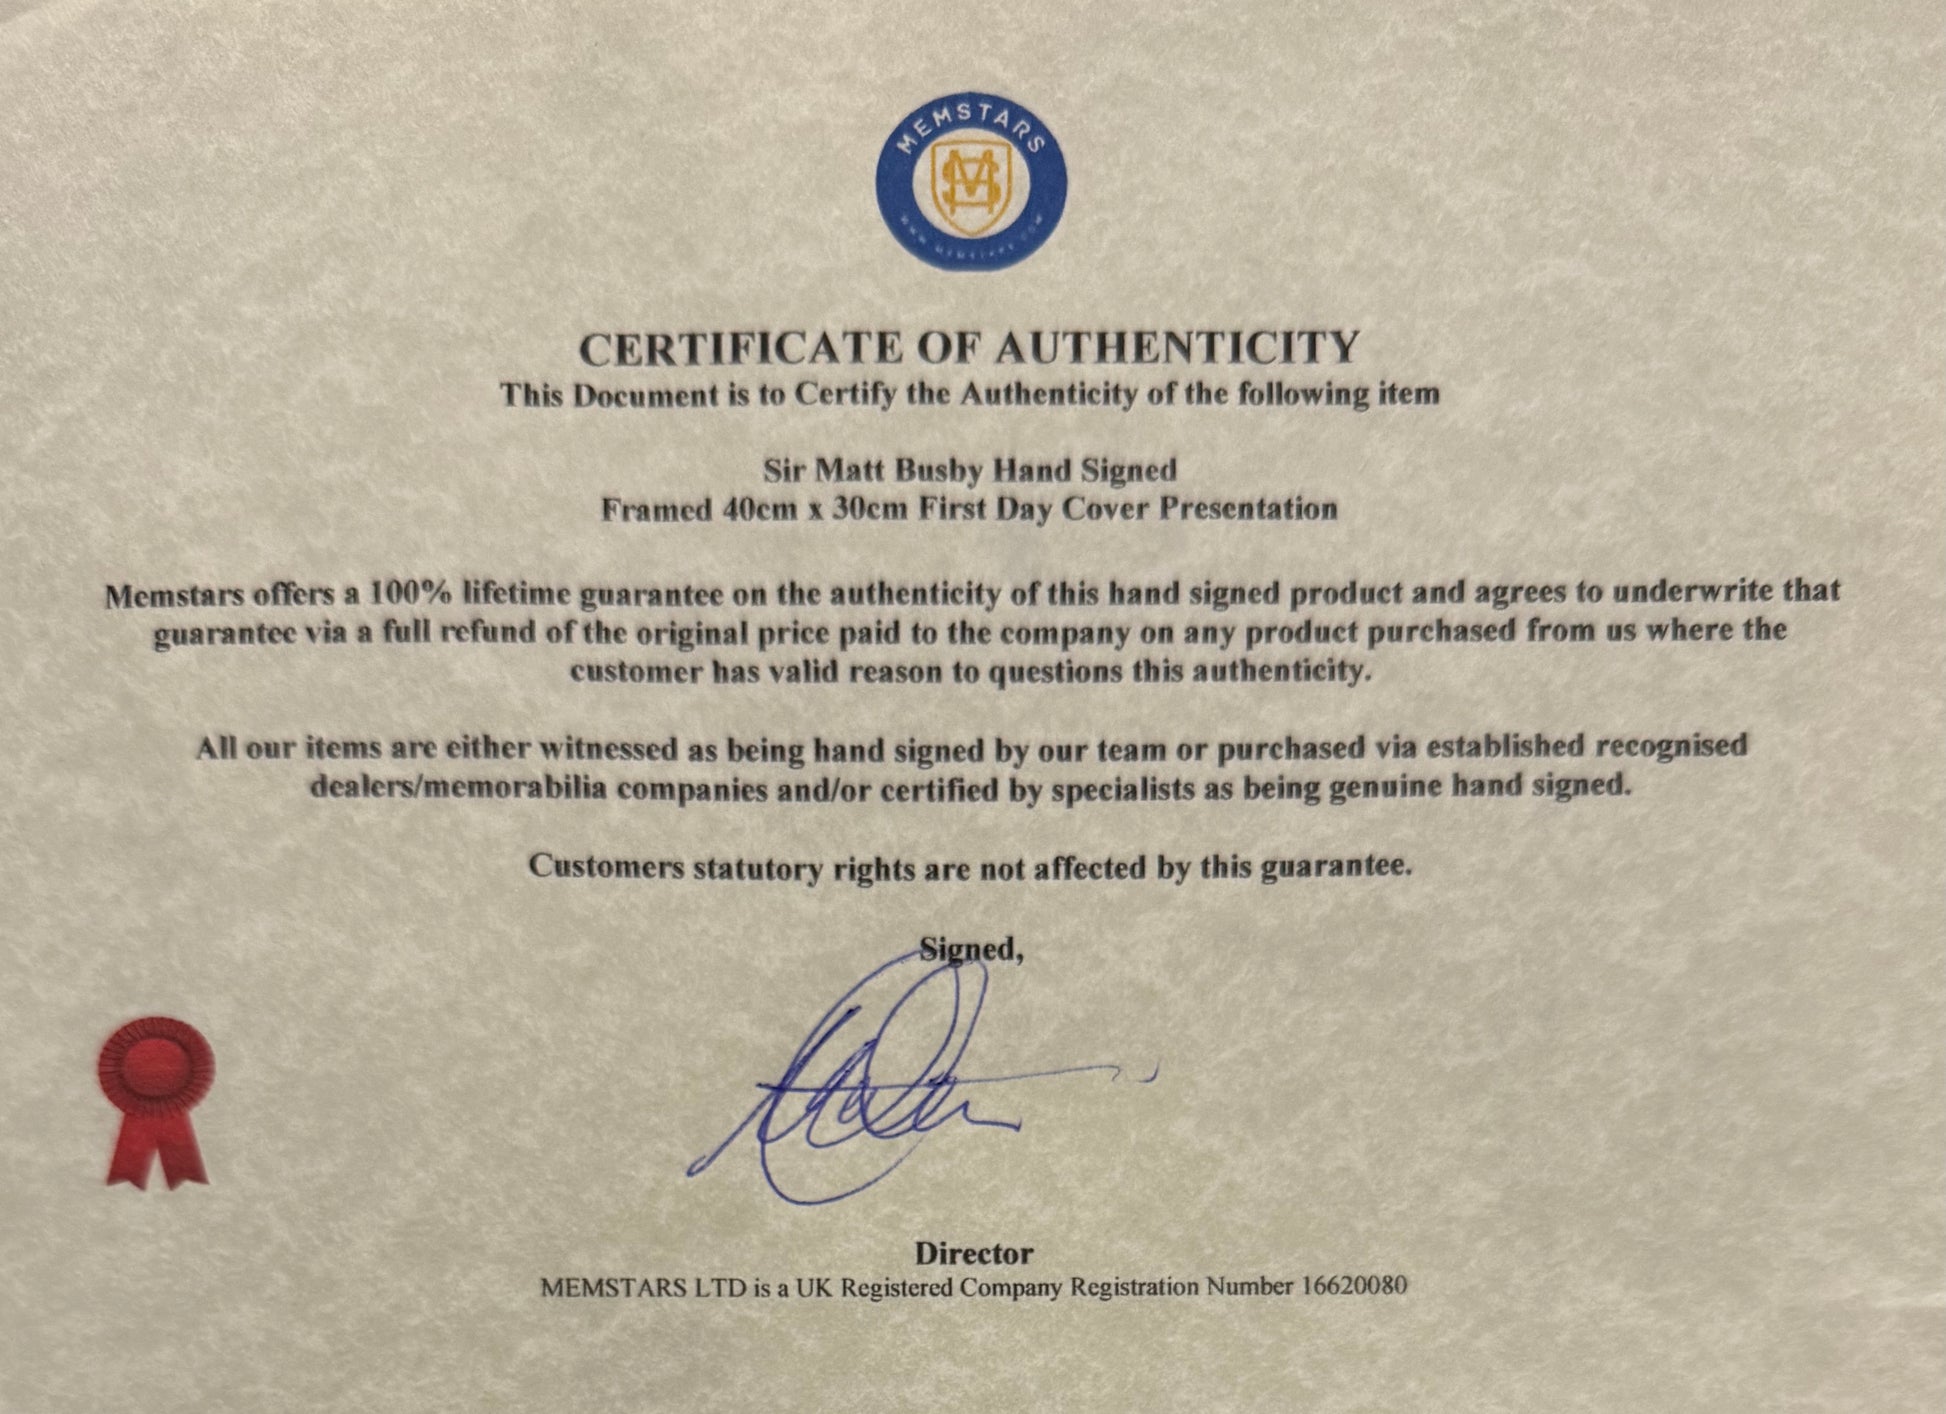 MEMSTARS
MS
WWW.MEMSTARS.COM
CERTIFICATE OF AUTHENTICITY
This Document is to Certify the Authenticity of the following item
Sir Matt Busby Hand Signed
Framed 40cm x 30cm First Day Cover Presentation
Memstars offers a 100% lifetime guarantee on the authenticity of this hand signed product and agrees to underwrite that
guarantee via a full refund of the original price paid to the company on any product purchased from us where the
customer has valid reason to questions this authenticity.
All our items are either witnessed as being hand signed by our team or purchased via established recognised
dealers/memorabilia companies and/or certified by specialists as being genuine hand signed.
Customers statutory rights are not affected by this guarantee.
Signed,
Director
MEMSTARS LTD is a UK Registered Company Registration Number 16620080